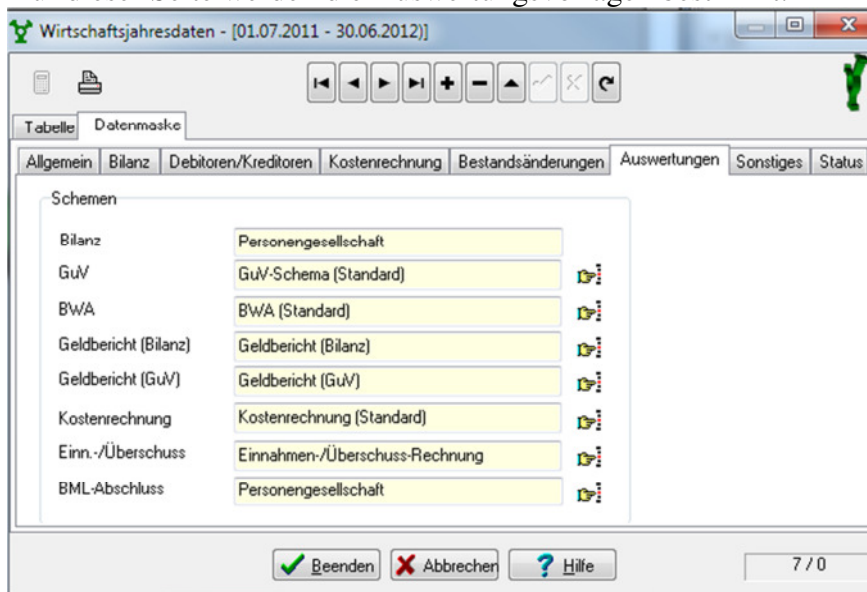 Wirtschaftsjahresdaten - [01.07.2011 - 30.06.2012)]
Tabelle Datenmaske
Allgemein Bilanz Debitoren/Kreditoren Kostenrechnung Bestandsänderungen Auswertungen Sonstiges Status
Schemen
Bilanz Personengesellschaft
GuV GuV-Schema (Standard)
BWA BWA (Standard)
Geldbericht (Bilanz) Geldbericht (Bilanz)
Geldbericht (GuV) Geldbericht (GuV)
Kostenrechnung Kostenrechnung (Standard)
Einn.-/Überschuss Einnahmen-/Überschuss-Rechnung
BML-Abschluss Personengesellschaft
Beenden Abbrechen Hilfe 7 / 0